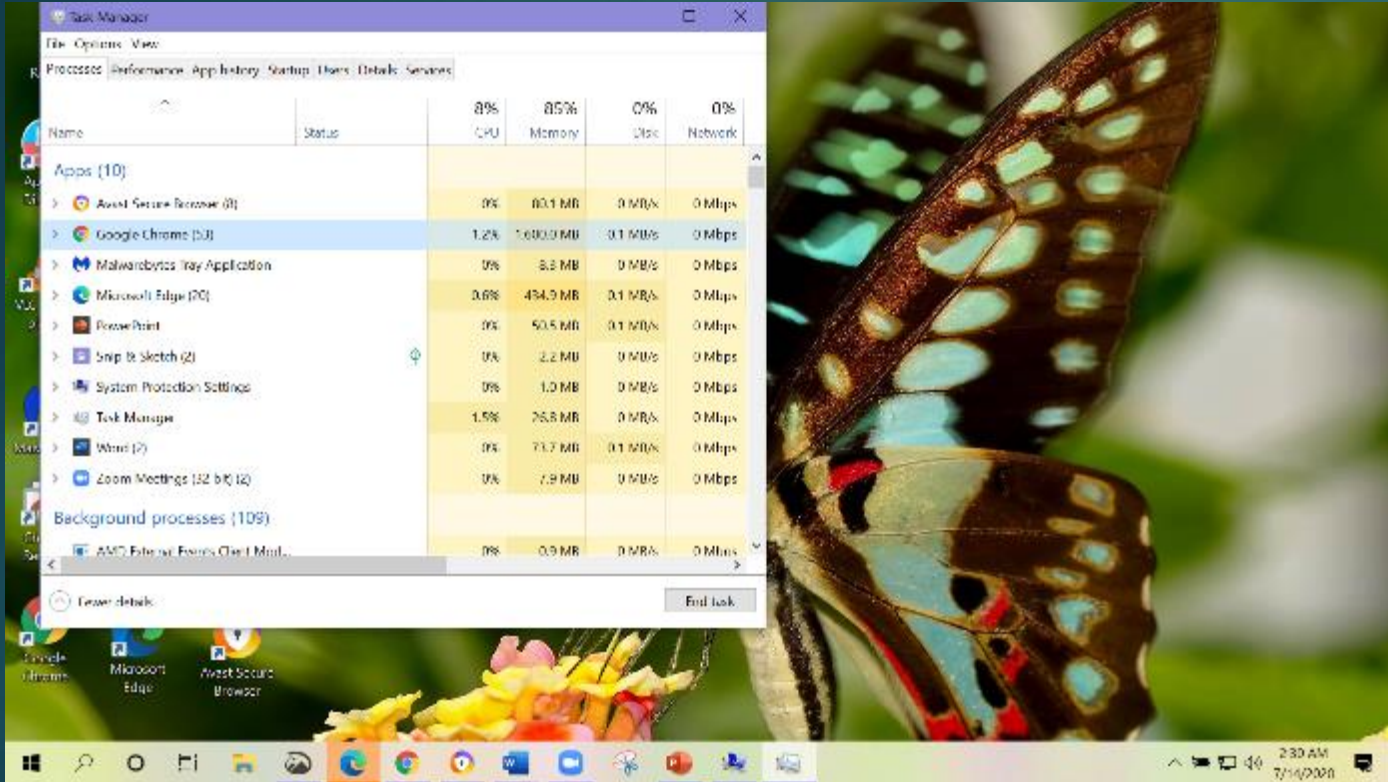 Task Manager
File Options View
Processes Performance App history Startup Users Details Services
8% 85% 0% 0%
Name Status CPU Memory Disk Network
Apps (10)
Avast Secure Browser (8) 0% 80.1 MB 0 MB/s 0 Mbps
Google Chrome (53) 1.2% 0.1 MB/s 0 Mbps
Malwarebytes Tray Application 0% 8.3 MB 0 MB/s 0 Mbps
Microsoft Edge (20) 0.6% 434.9 MB 0.1 MB/s 0 Mbps
PowerPoint 0% 50.5 MB 0.1 MB/s 0 Mbps
Snip & Sketch (2) 0% 2.2 MB 0 MB/s 0 Mbps
System Protection Settings 0% 1.0 MB 0 MB/s 0 Mbps
Task Manager 1.5% 26.8 MB 0 MB/s 0 Mbps
Word (2) 0% 73.7 MB 0.1 MB/s 0 Mbps
Zoom Meetings (32 bit) (2) 0% 7.9 MB 0 MB/s 0 Mbps
Background processes (109)
AMD External Events Client Mod... 0% 0.9 MB 0 MB/s 0 Mbps
Fewer details End task
Google Chrome
Microsoft Edge
Avast Secure Browser
2:30 AM
7/14/2020